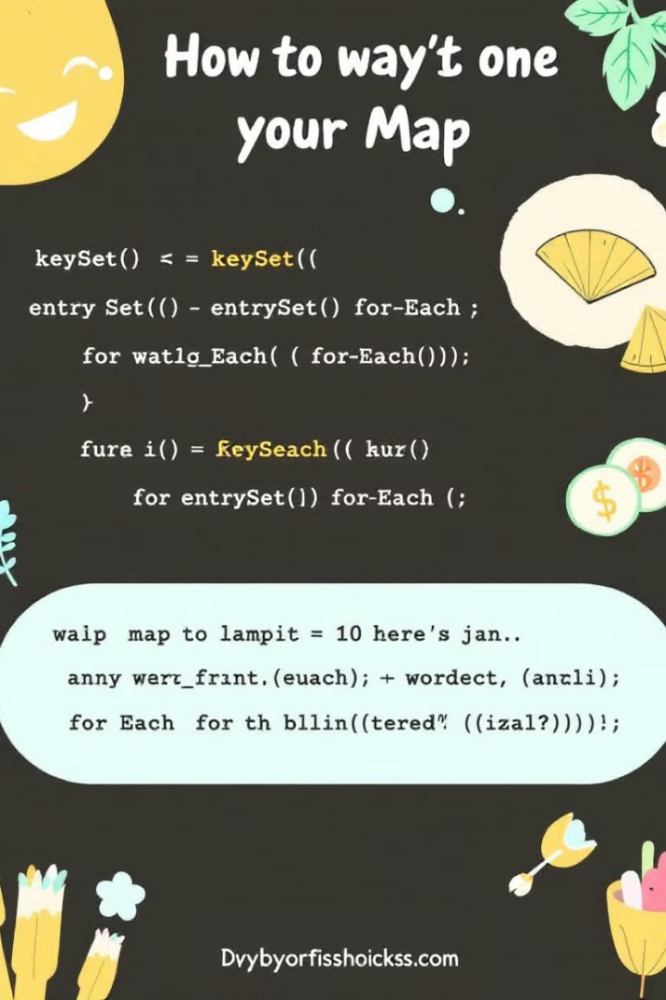 How to way't one
your Map
keySet() < = keySet((
entry Set(() - entrySet() for-Each ;
for watlg_Each( ( for-Each()));
}
fure i() = keySeach (( kur()
for entrySet()) for-Each (;
waip map to lampit = 10 here's jan..
anny wert_frint.(euach); + wordect, (anzli);
for Each for th bllin((tered" ((izal?))))!;
Dvybyorfisshoickss.com